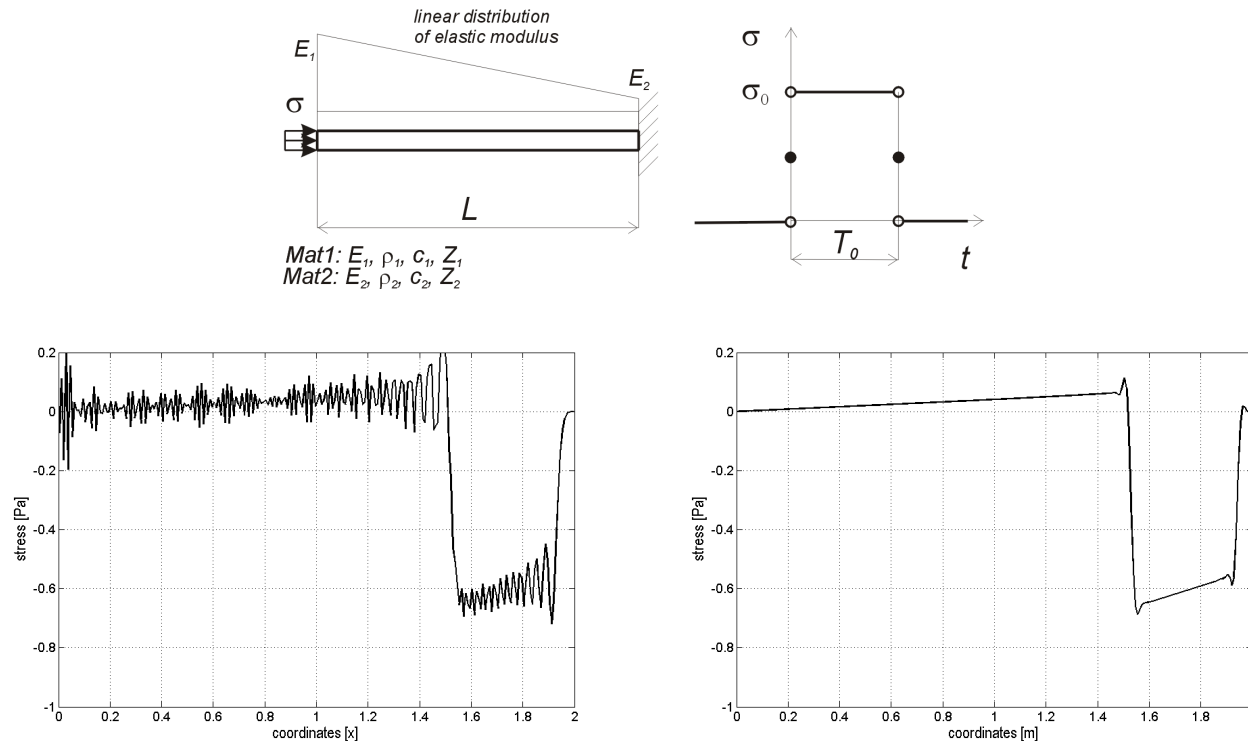 linear distribution
of elastic modulus
E₁
E₂
σ
L
Mat1: E₁, ρ₁, c₁, Z₁
Mat2: E₂, ρ₂, c₂, Z₂
σ
σ₀
T₀
t
0.2
0
-0.2
-0.4
-0.6
-0.8
-1
stress [Pa]
0 0.2 0.4 0.6 0.8 1 1.2 1.4 1.6 1.8 2
coordinates [x]
0.2
0
-0.2
-0.4
-0.6
-0.8
-1
stress [Pa]
0 0.2 0.4 0.6 0.8 1 1.2 1.4 1.6 1.8
coordinates [m]